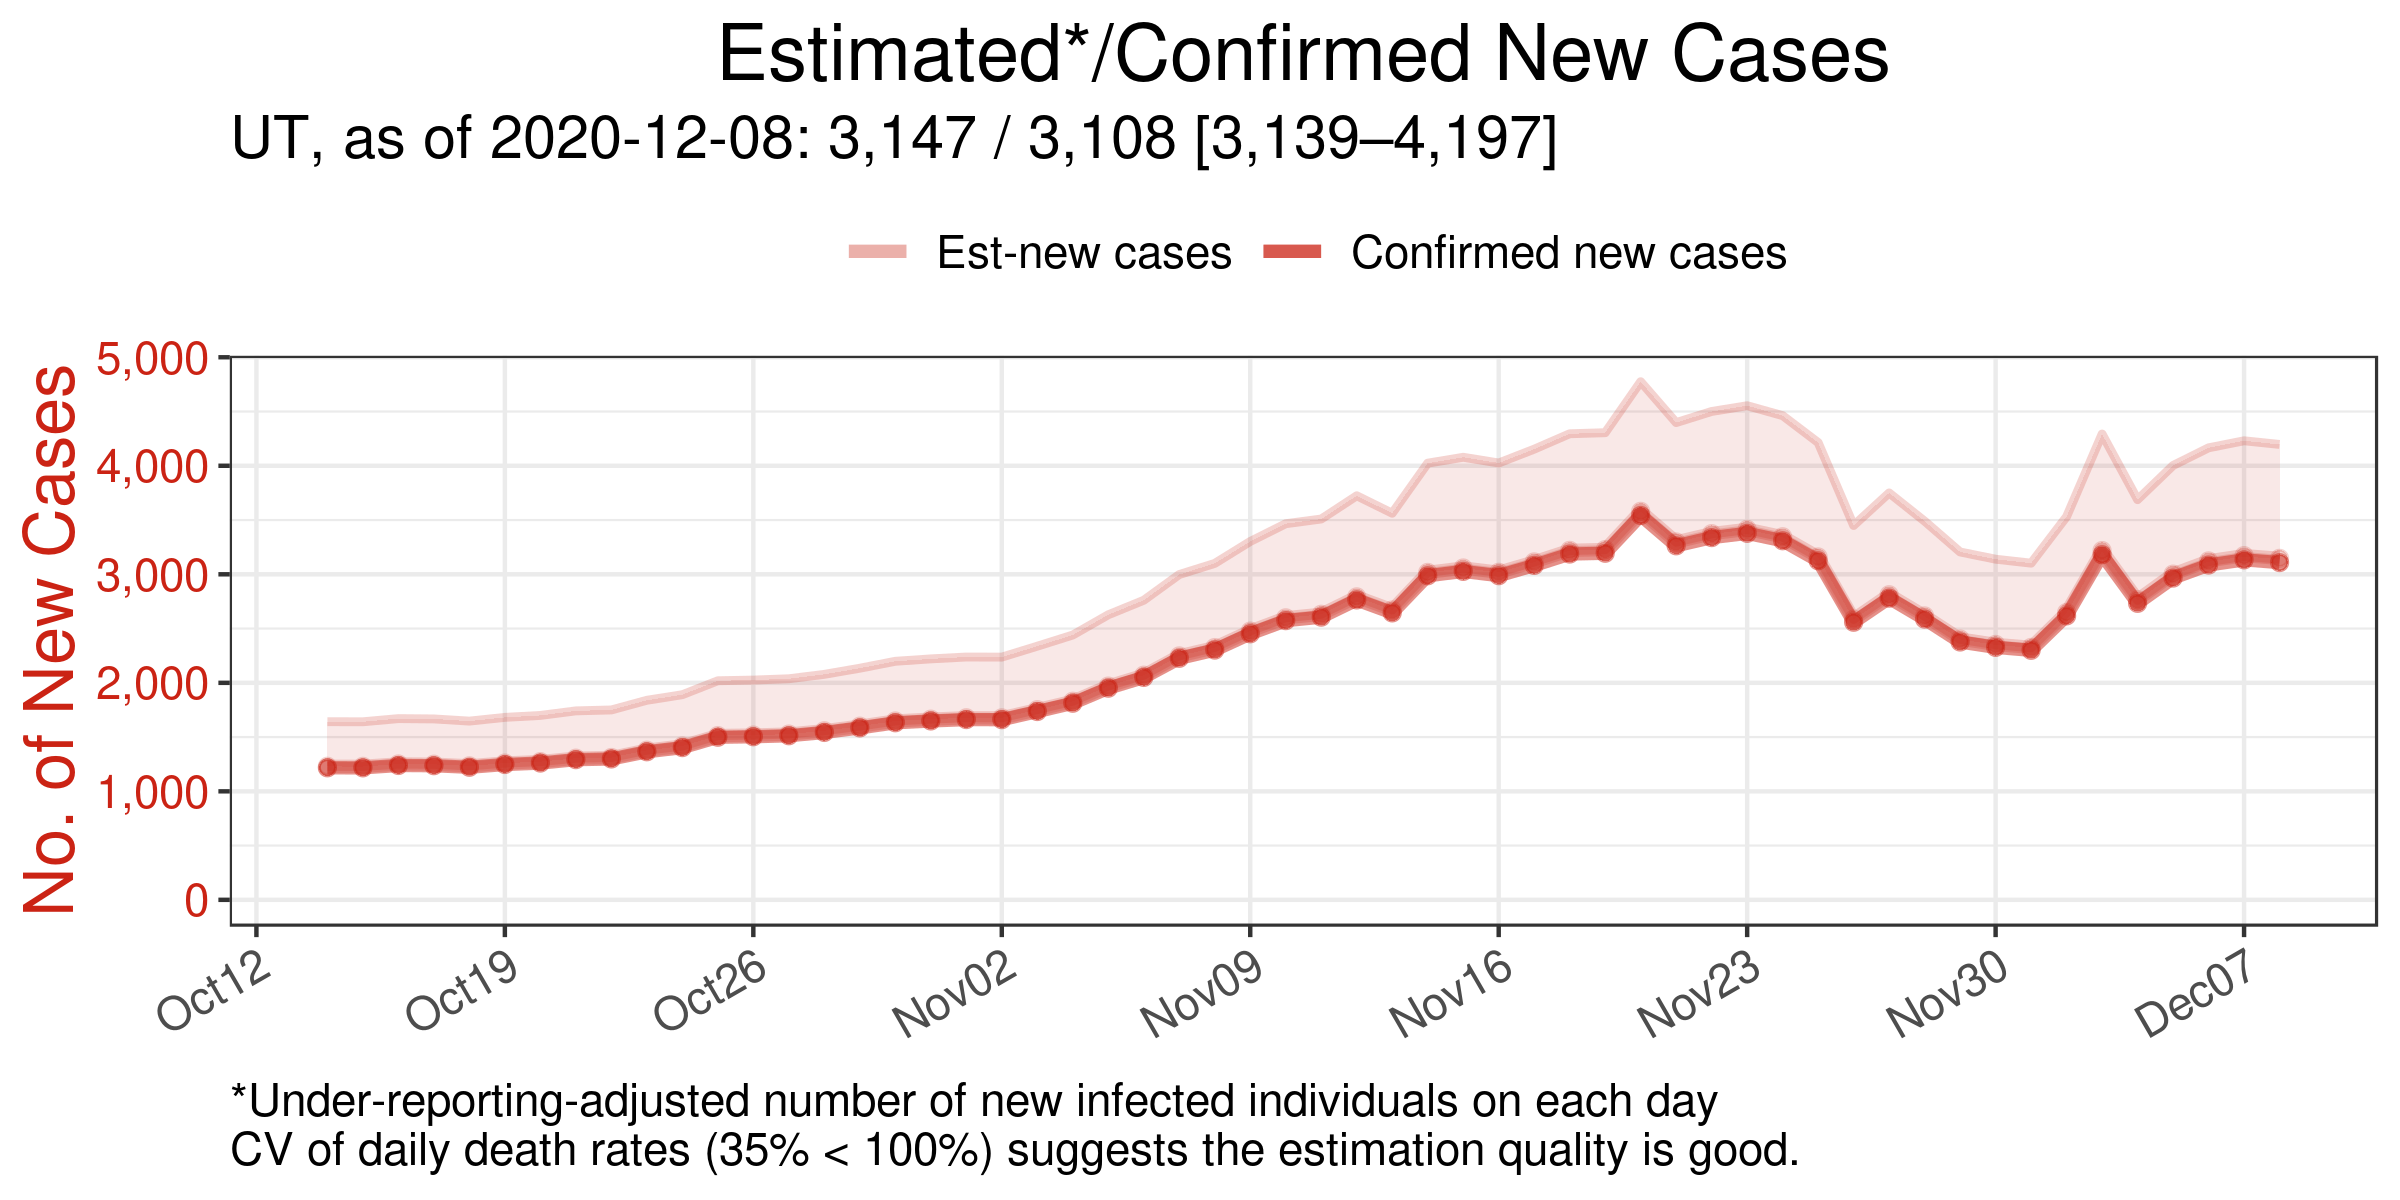 Estimated*/Confirmed New Cases
UT, as of 2020-12-08: 3,147 / 3,108 [3,139–4,197]
Est-new cases Confirmed new cases
No. of New Cases
5,000
4,000
3,000
2,000
1,000
0
Oct12 Oct19 Oct26 Nov02 Nov09 Nov16 Nov23 Nov30 Dec07
*Under-reporting-adjusted number of new infected individuals on each day
CV of daily death rates (35% < 100%) suggests the estimation quality is good.